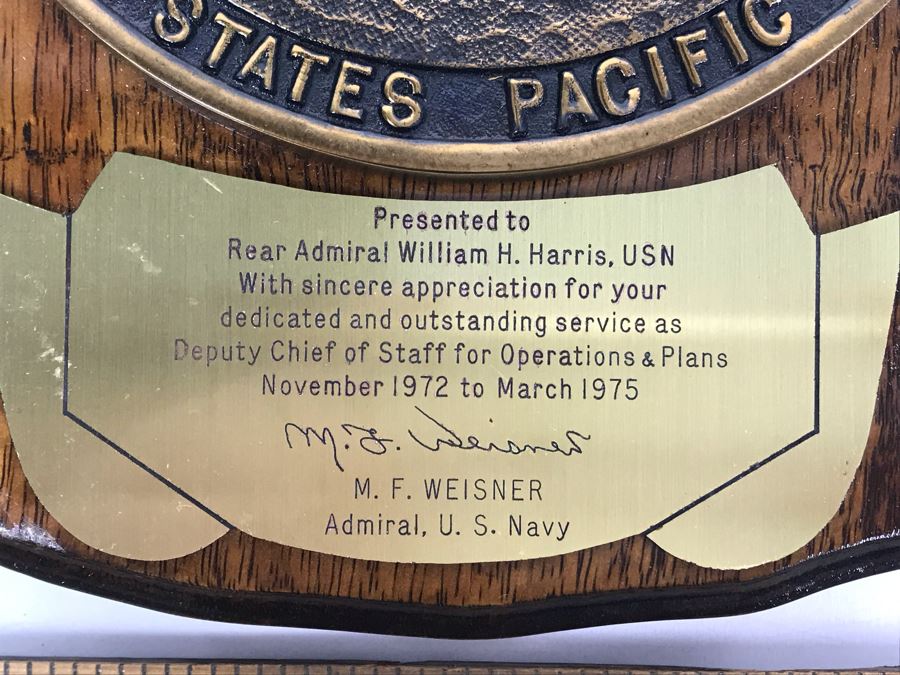 STATES PACIFIC
Presented to
Rear Admiral William H. Harris, USN
With sincere appreciation for your
dedicated and outstanding service as
Deputy Chief of Staff for Operations & Plans
November 1972 to March 1975
M. F. Weisner
M. F. WEISNER
Admiral, U. S. Navy